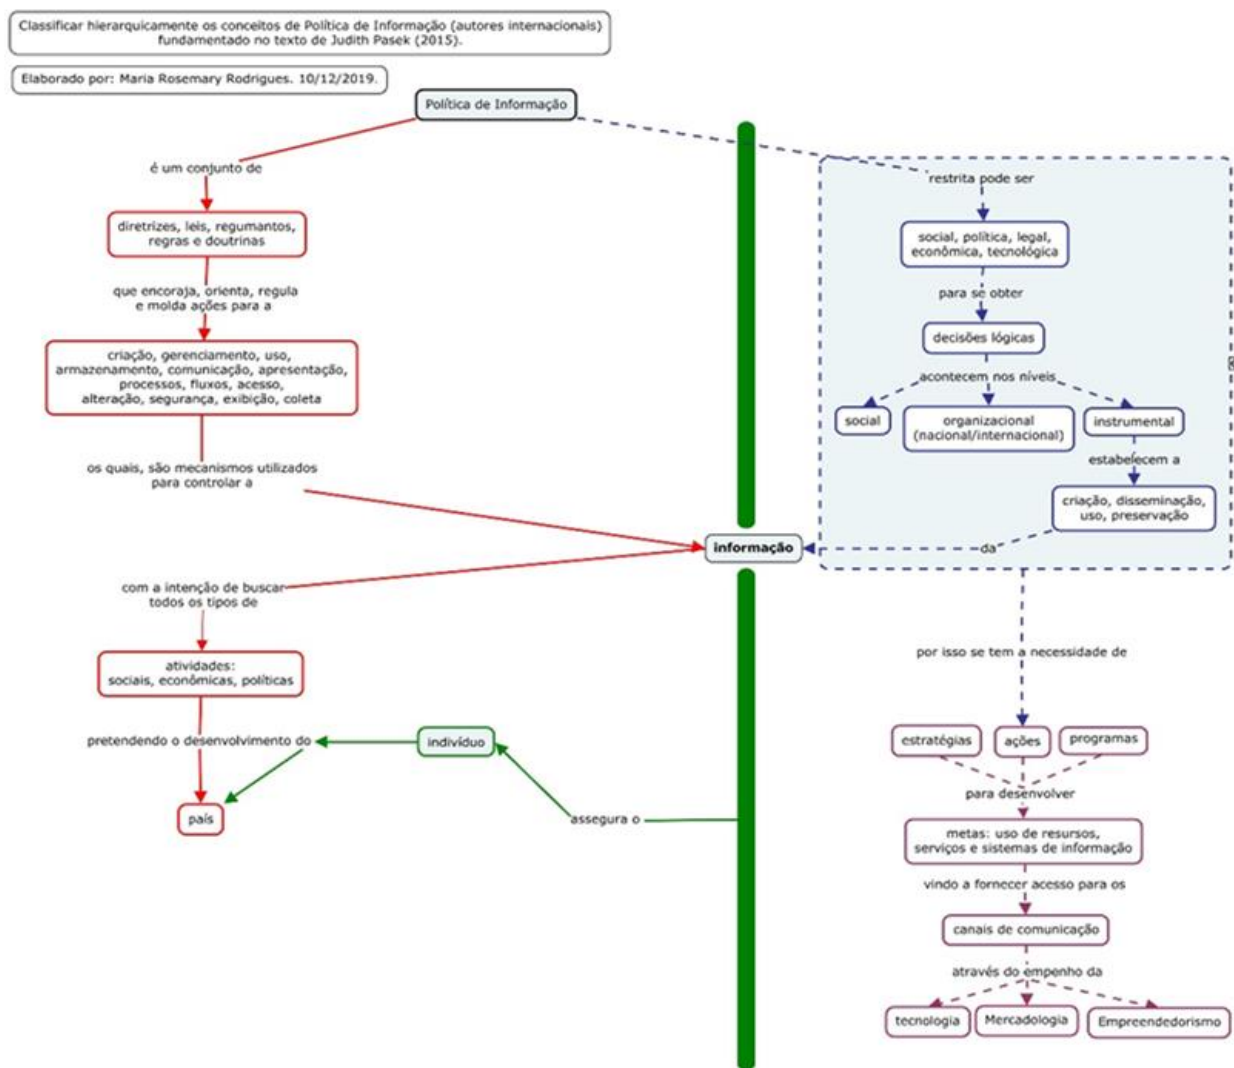 Classificar hierarquicamente os conceitos de Política de Informação (autores internacionais)
fundamentado no texto de Judith Pasek (2015).
Elaborado por: Maria Rosemary Rodrigues. 10/12/2019.
Política de Informação
é um conjunto de
diretrizes, leis, regumantos,
regras e doutrinas
que encoraja, orienta, regula
e molda ações para a
criação, gerenciamento, uso,
armazenamento, comunicação, apresentação,
processos, fluxos, acesso,
alteração, segurança, exibição, coleta
os quais, são mecanismos utilizados
para controlar a
informação
com a intenção de buscar
todos os tipos de
atividades:
sociais, econômicas, políticas
pretendendo o desenvolvimento do
indivíduo
país
assegura o
restrita pode ser
social, política, legal,
econômica, tecnológica
para se obter
decisões lógicas
acontecem nos níveis
social
organizacional
(nacional/internacional)
instrumental
estabelecem a
criação, disseminação,
uso, preservação
da
por isso se tem a necessidade de
estratégias
ações
programas
para desenvolver
metas: uso de recursos,
serviços e sistemas de informação
vindo a fornecer acesso para os
canais de comunicação
através do empenho da
tecnologia
Mercadologia
Empreendedorismo